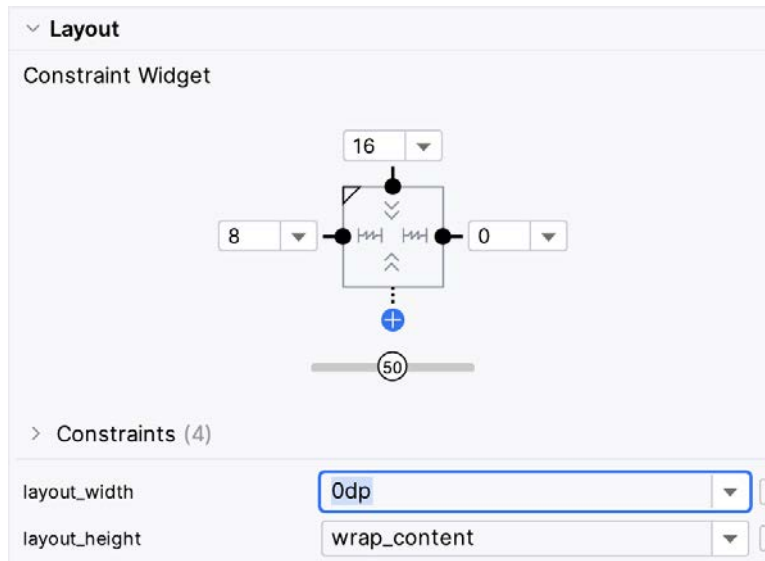 Layout
Constraint Widget
16
8 0
50
Constraints (4)
layout_width 0dp
layout_height wrap_content